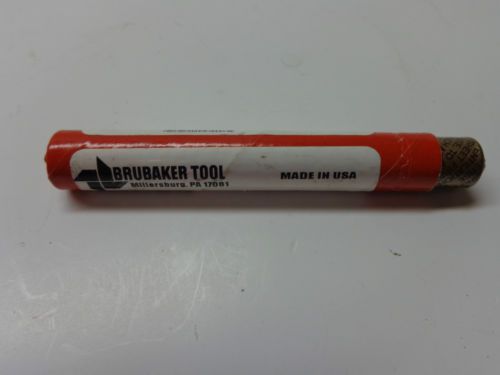 BRUBAKER TOOL
Millersburg, PA 17061
MADE IN USA